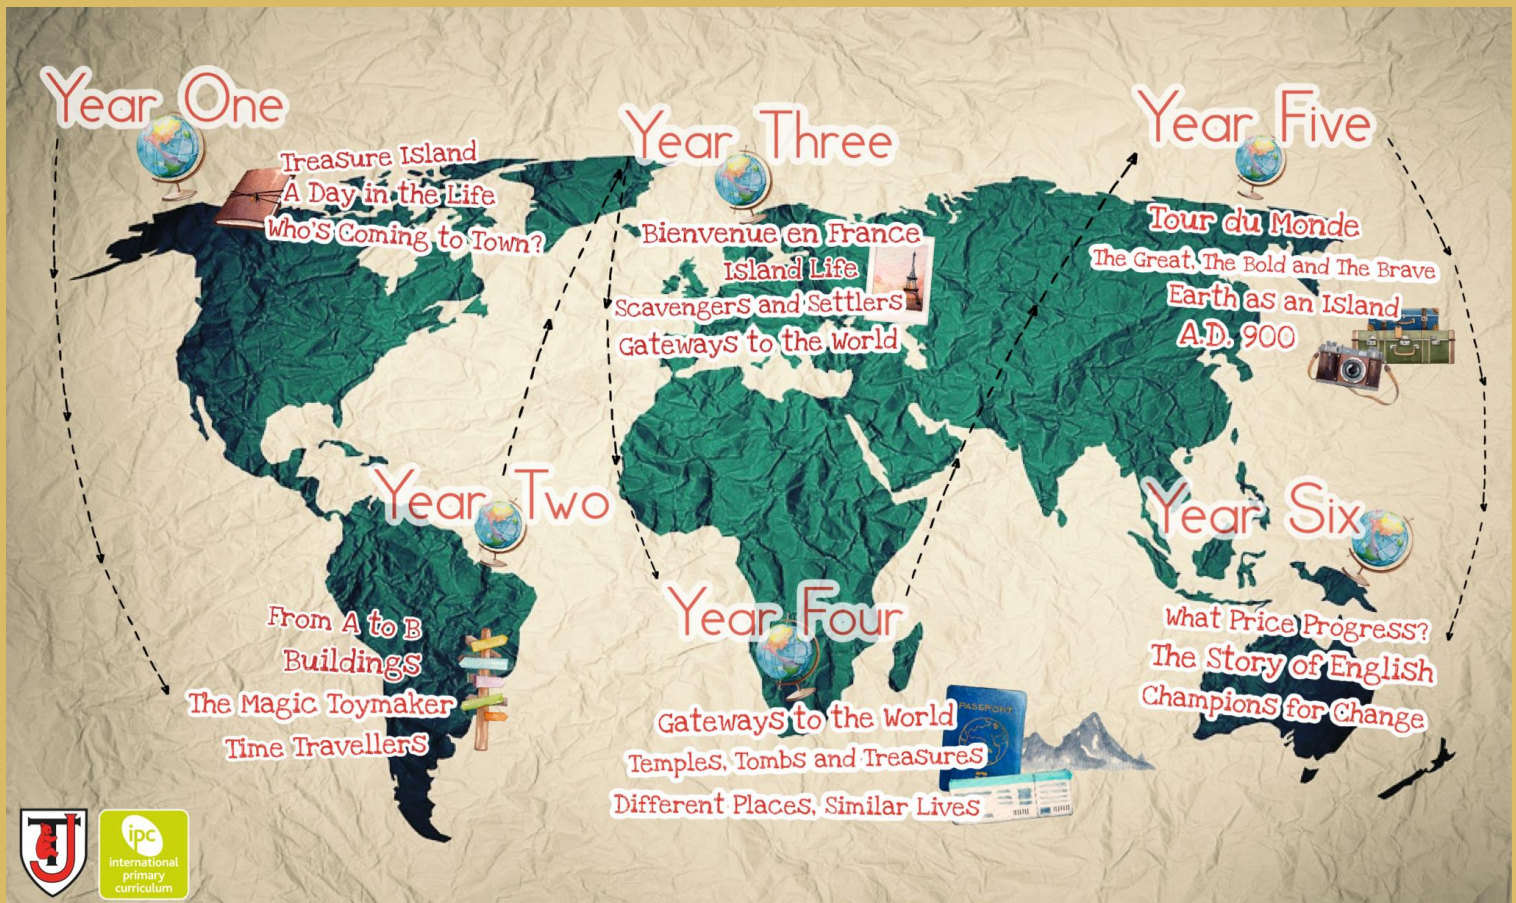 Year One
Treasure Island
A Day in the Life
Who's Coming to Town?
Year Two
From A to B
Buildings
The Magic Toymaker
Time Travellers
Year Three
Bienvenue en France
Island Life
Scavengers and Settlers
Gateways to the World
Year Four
Gateways to the World
Temples, Tombs and Treasures
Different Places, Similar Lives
PASSPORT
Year Five
Tour du Monde
The Great, The Bold and The Brave
Earth as an Island
A.D. 900
Year Six
What Price Progress?
The Story of English
Champions for Change
TJ
ipc
international
primary
curriculum